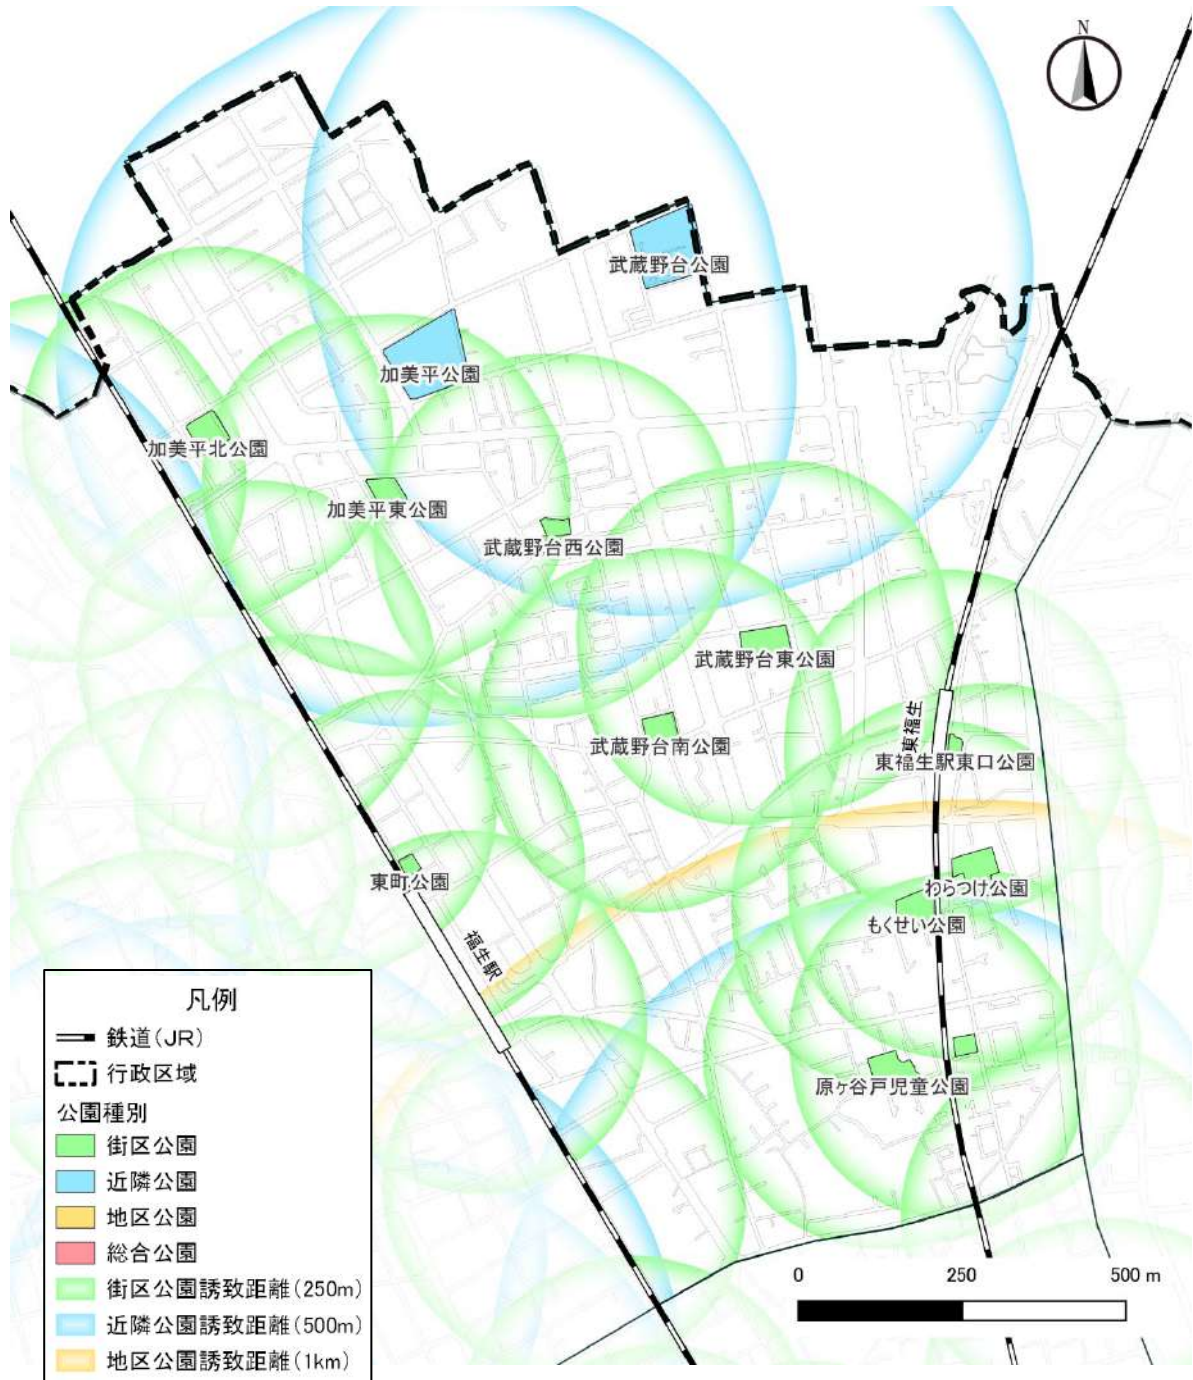 N
武蔵野台公園
加美平公園
加美平北公園
加美平東公園
武蔵野台西公園
武蔵野台東公園
武蔵野台南公園
東福生
東福生駅東口公園
東町公園
わらつけ公園
もくせい公園
福生駅
原ヶ谷戸児童公園
凡例
鉄道(JR)
行政区域
公園種別
街区公園
近隣公園
地区公園
総合公園
街区公園誘致距離(250m)
近隣公園誘致距離(500m)
地区公園誘致距離(1km)
0 250 500 m